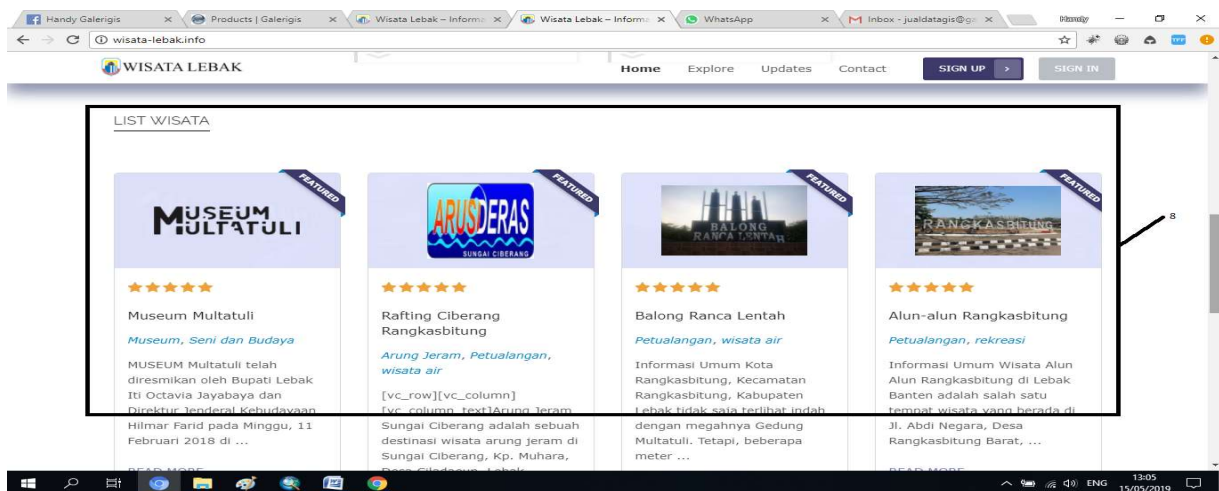 Handy Galerigis
Products | Galerigis
Wisata Lebak – Informa
Wisata Lebak – Informa
WhatsApp
Inbox - jualdatagis@g
Handy
wisata-lebak.info
WISATA LEBAK
Home Explore Updates Contact SIGN UP > SIGN IN
LIST WISATA
FEATURED
MUSEUM
MULTATULI
Museum Multatuli
Museum, Seni dan Budaya
MUSEUM Multatuli telah
diresmikan oleh Bupati Lebak
Iti Octavia Jayabaya dan
Direktur Jenderal Kebudayaan
Hilmar Farid pada Minggu, 11
Februari 2018 di ...
READ MORE
FEATURED
ARUSDERAS
SUNGAI CIBERANG
Rafting Ciberang
Rangkasbitung
Arung Jeram, Petualangan,
wisata air
[vc_row][vc_column]
[vc_column_text]Arung Jeram
Sungai Ciberang adalah sebuah
destinasi wisata arung jeram di
Sungai Ciberang, Kp. Muhara,
FEATURED
BALONG
RANCA LENTAH
Balong Ranca Lentah
Petualangan, wisata air
Informasi Umum Kota
Rangkasbitung, Kecamatan
Rangkasbitung, Kabupaten
Lebak tidak saja terlihat indah
dengan megahnya Gedung
Multatuli. Tetapi, beberapa
meter ...
FEATURED
RANGKASBITUNG
Alun-alun Rangkasbitung
Petualangan, rekreasi
Informasi Umum Wisata Alun
Alun Rangkasbitung di Lebak
Banten adalah salah satu
tempat wisata yang berada di
Jl. Abdi Negara, Desa
Rangkasbitung Barat, ...
READ MORE
8
ENG
13:05
15/05/2019